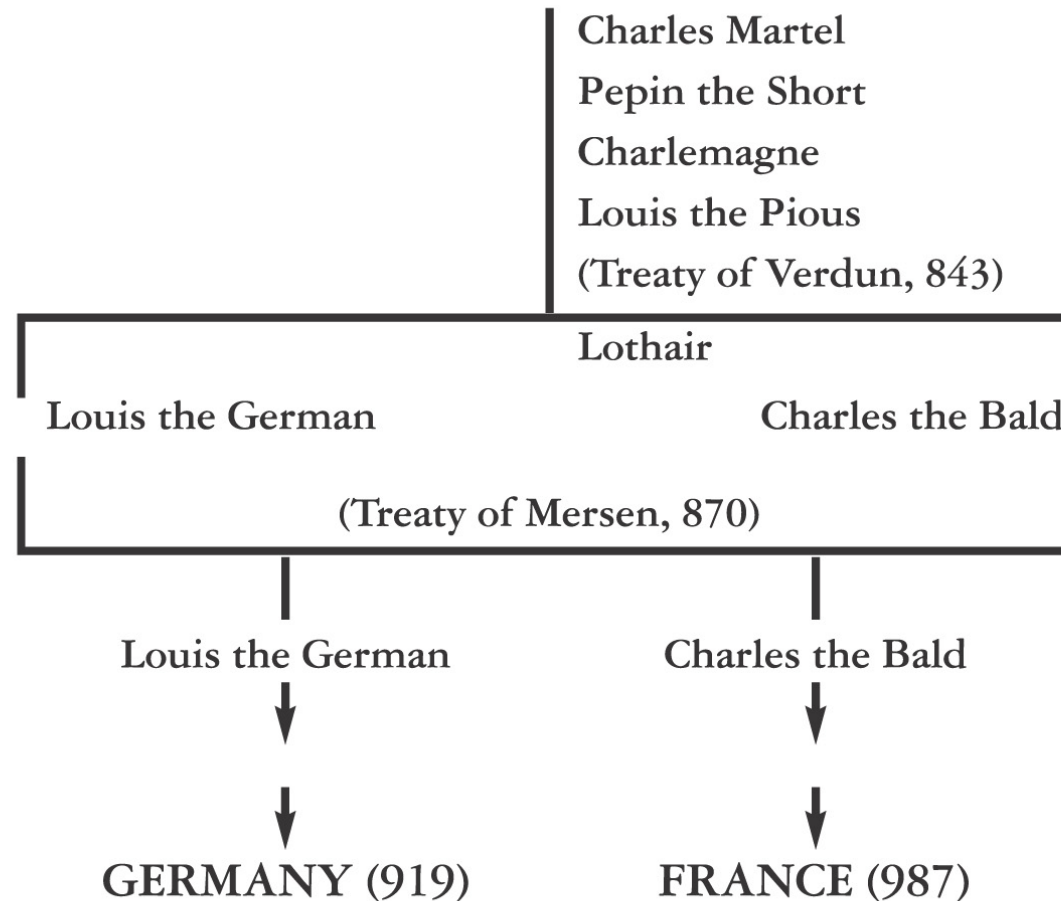 Charles Martel
Pepin the Short
Charlemagne
Louis the Pious
(Treaty of Verdun, 843)
Lothair
Louis the German
Charles the Bald
(Treaty of Mersen, 870)
Louis the German
Charles the Bald
GERMANY (919)
FRANCE (987)